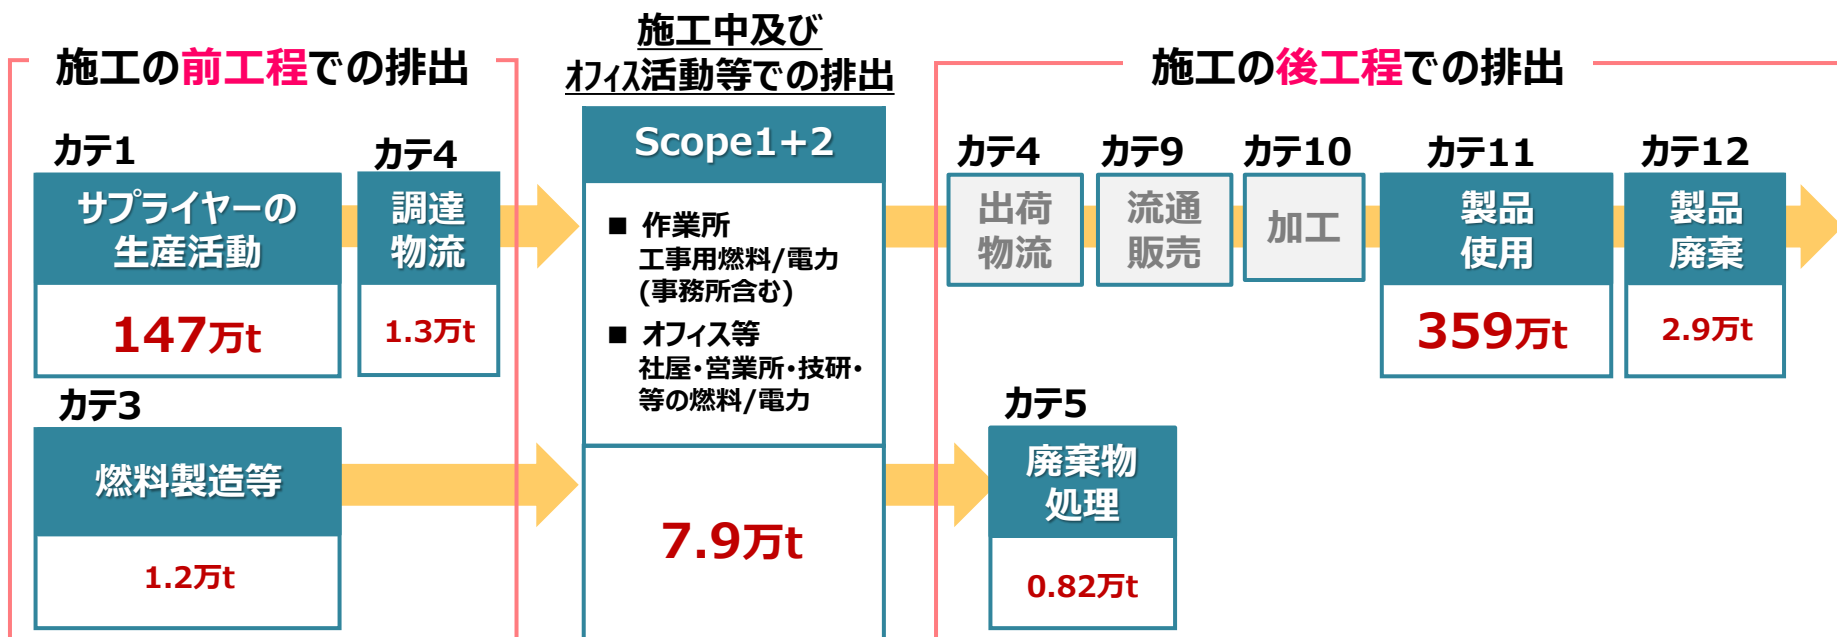 施工の前工程での排出
カテ1
サプライヤーの
生産活動
147万t
カテ4
調達
物流
1.3万t
カテ3
燃料製造等
1.2万t
施工中及び
オフィス活動等での排出
Scope1+2
■ 作業所
工事用燃料/電力
(事務所含む)
■ オフィス等
社屋・営業所・技研・
等の燃料/電力
7.9万t
施工の後工程での排出
カテ4
出荷
物流
カテ9
流通
販売
カテ10
加工
カテ11
製品
使用
359万t
カテ12
製品
廃棄
2.9万t
カテ5
廃棄物
処理
0.82万t